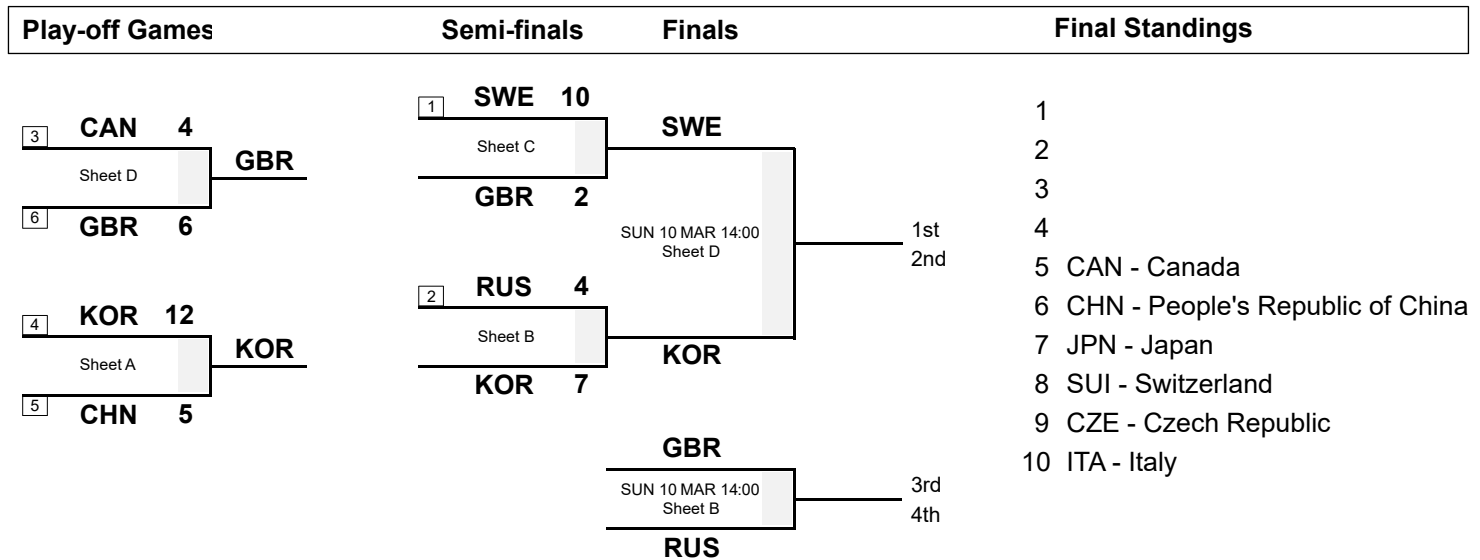 Play-off Games Semi-finals Finals Final Standings
3 CAN 4
Sheet D
GBR
6 GBR 6
4 KOR 12
Sheet A
KOR
5 CHN 5
1 SWE 10
Sheet C
GBR 2
2 RUS 4
Sheet B
KOR 7
SWE
SUN 10 MAR 14:00
Sheet D
KOR
1st
2nd
GBR
SUN 10 MAR 14:00
Sheet B
RUS
3rd
4th
1
2
3
4
5 CAN - Canada
6 CHN - People's Republic of China
7 JPN - Japan
8 SUI - Switzerland
9 CZE - Czech Republic
10 ITA - Italy